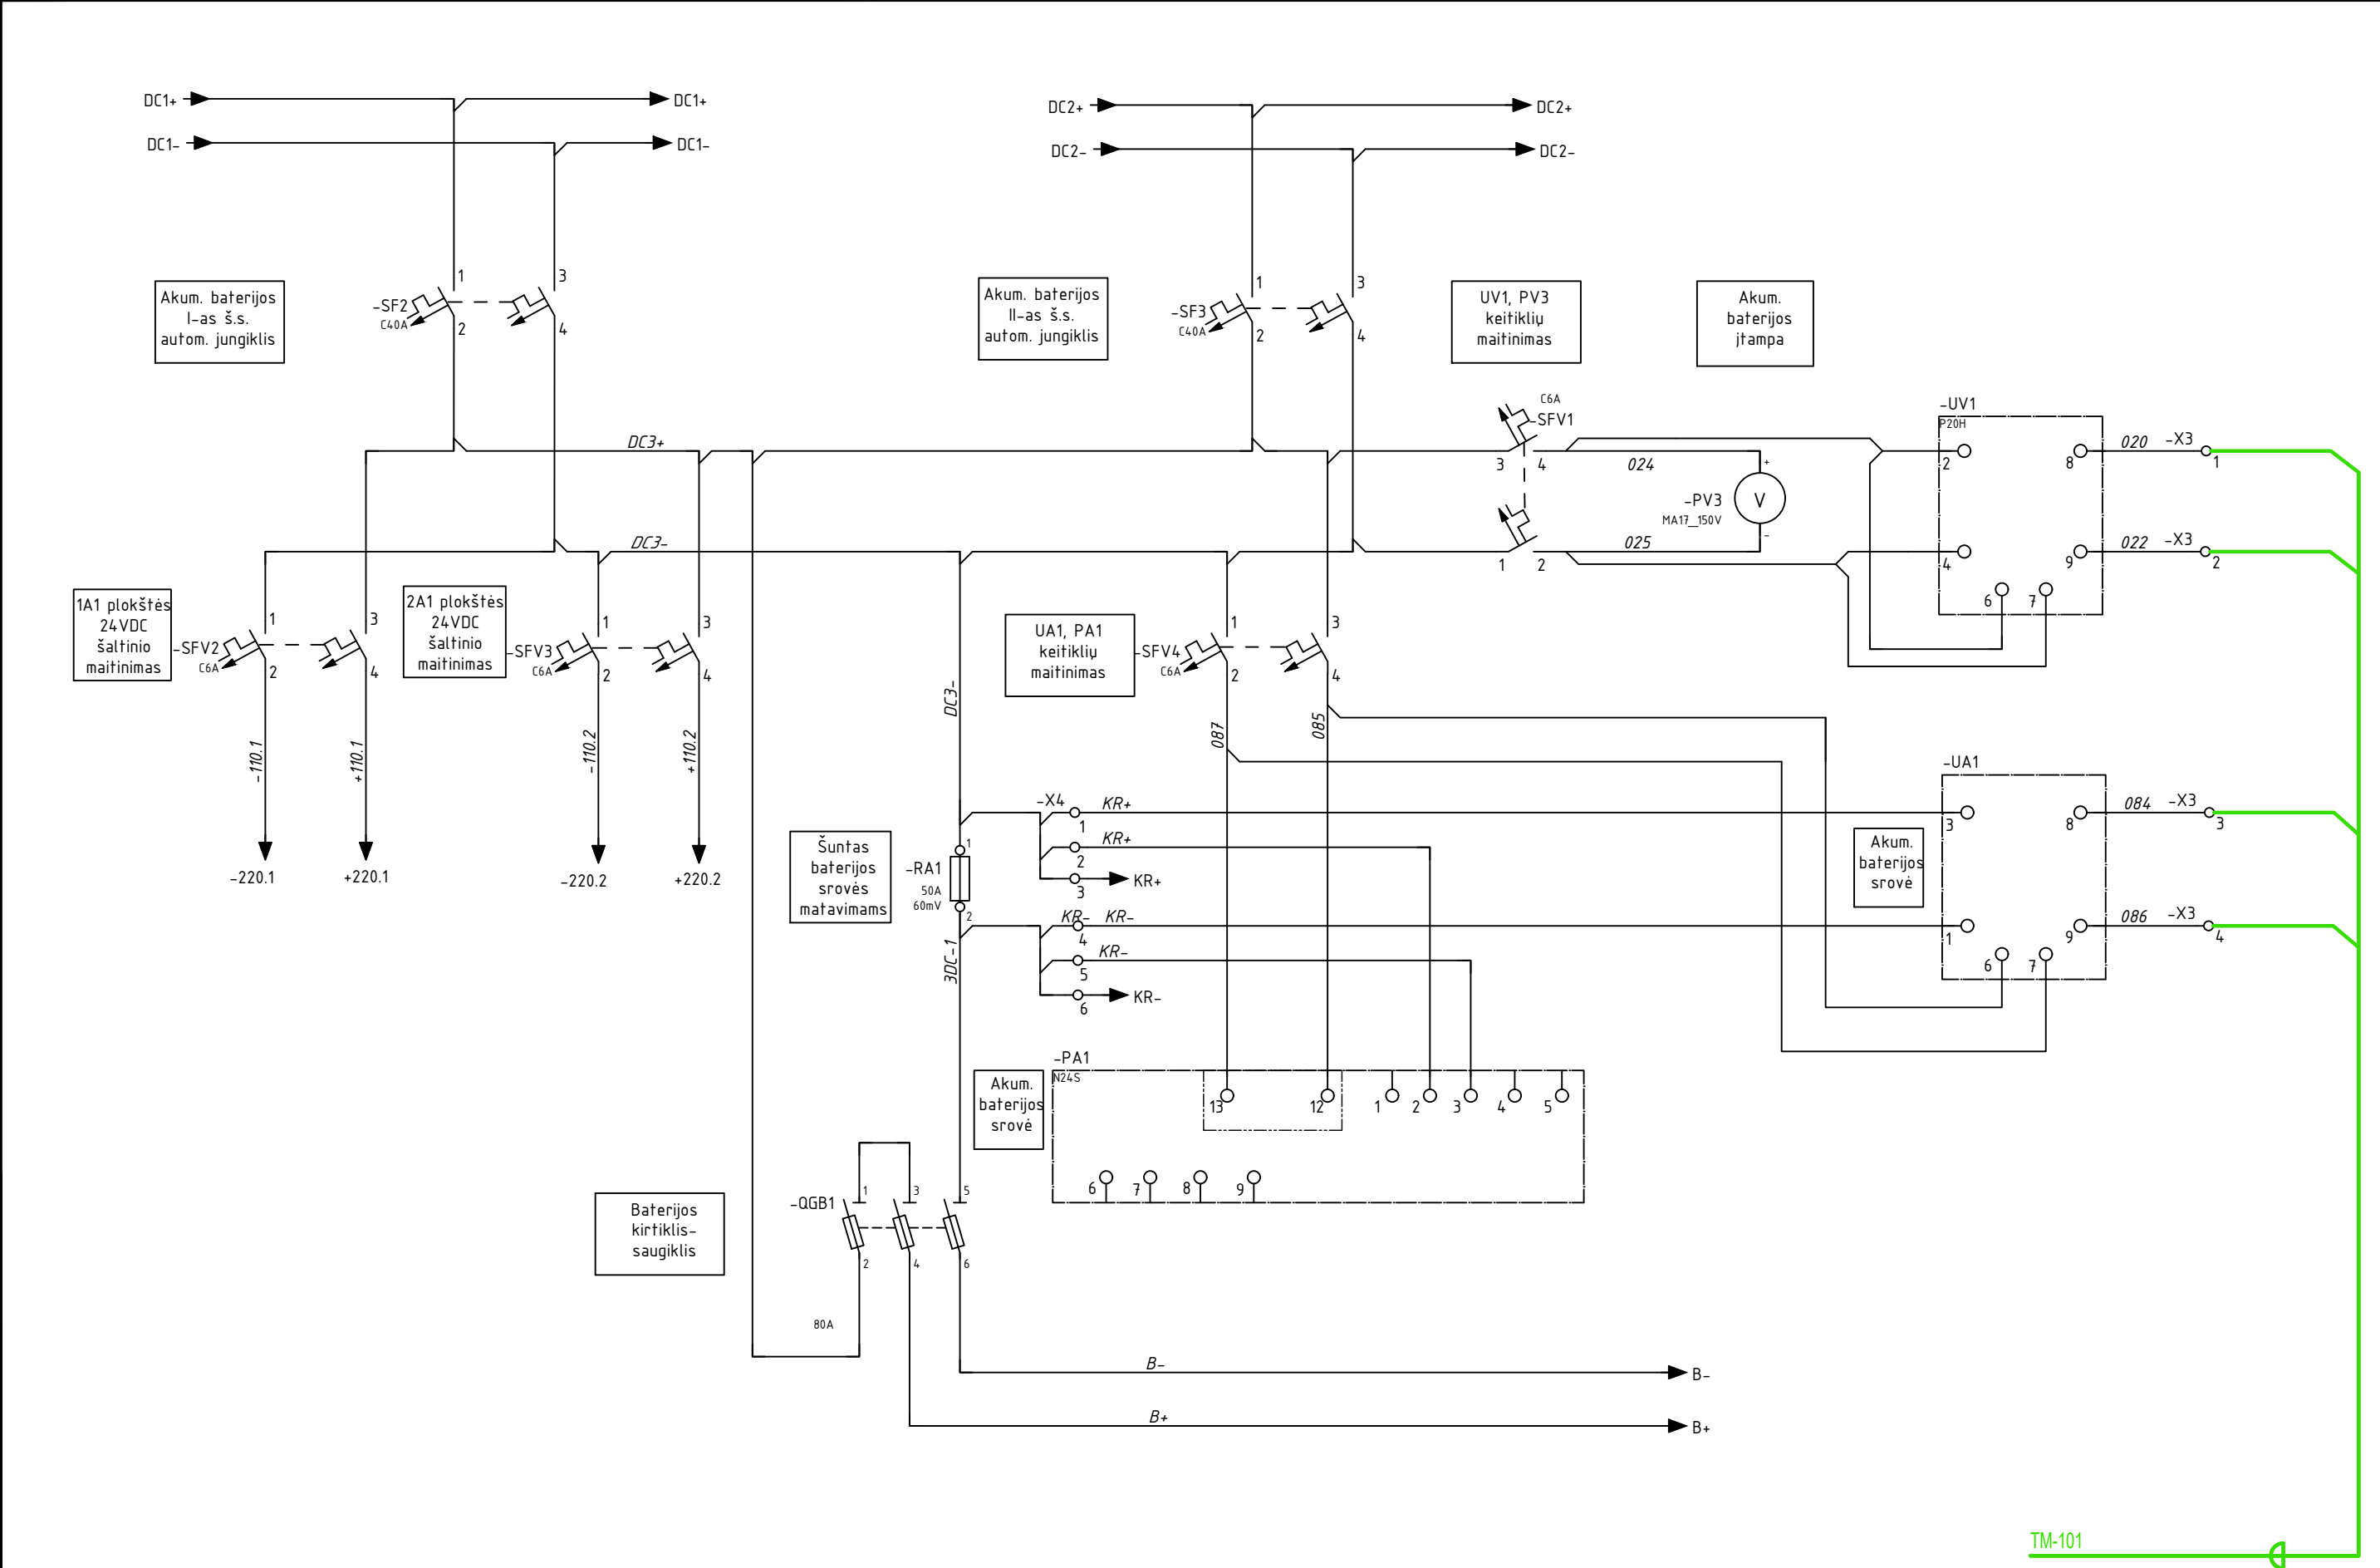 DC1+
DC1+
DC1-
DC1-
DC2+
DC2+
DC2-
DC2-
Akum. baterijos
I-as š.s.
autom. jungiklis
-SF2
C40A
1
2
3
4
Akum. baterijos
II-as š.s.
autom. jungiklis
-SF3
C40A
1
2
3
4
UV1, PV3
keitiklių
maitinimas
Akum.
baterijos
įtampa
C6A
-SFV1
3
4
1
2
DC3+
DC3-
024
025
-PV3
MA17_150V
V
+
-
-UV1
P20H
2
4
8
9
6
7
020
-X3
1
022
-X3
2
1A1 plokštės
24VDC
šaltinio
maitinimas
-SFV2
C6A
1
2
3
4
2A1 plokštės
24VDC
šaltinio
maitinimas
-SFV3
C6A
1
2
3
4
UA1, PA1
keitiklių
maitinimas
-SFV4
C6A
1
2
3
4
-110.1
+110.1
-110.2
+110.2
DC3-
087
085
-220.1
+220.1
-220.2
+220.2
Šuntas
baterijos
srovės
matavimams
-RA1
50A
60mV
1
2
3DC-1
-X4
KR+
1
KR+
2
3
KR+
KR-
KR-
4
KR-
5
6
KR-
Akum.
baterijos
srovė
-UA1
3
1
8
9
6
7
084
-X3
3
086
-X3
4
Akum.
baterijos
srovė
-PA1
N24S
13
12
1
2
3
4
5
6
7
8
9
Baterijos
kirtiklis-
saugiklis
-QGB1
1
2
3
4
5
6
80A
B-
B-
B+
B+
TM-101